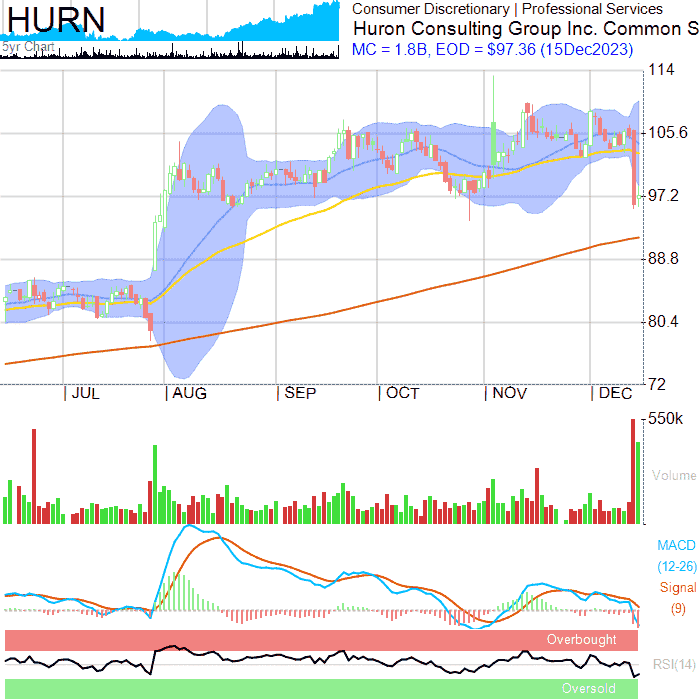 HURN
5yr Chart
Consumer Discretionary | Professional Services
Huron Consulting Group Inc. Common S
MC = 1.8B, EOD = $97.36 (15Dec2023)
114
105.6
97.2
88.8
80.4
72
JUL AUG SEP OCT NOV DEC
550k
Volume
MACD
(12-26)
Signal
(9)
Overbought
RSI(14)
Oversold